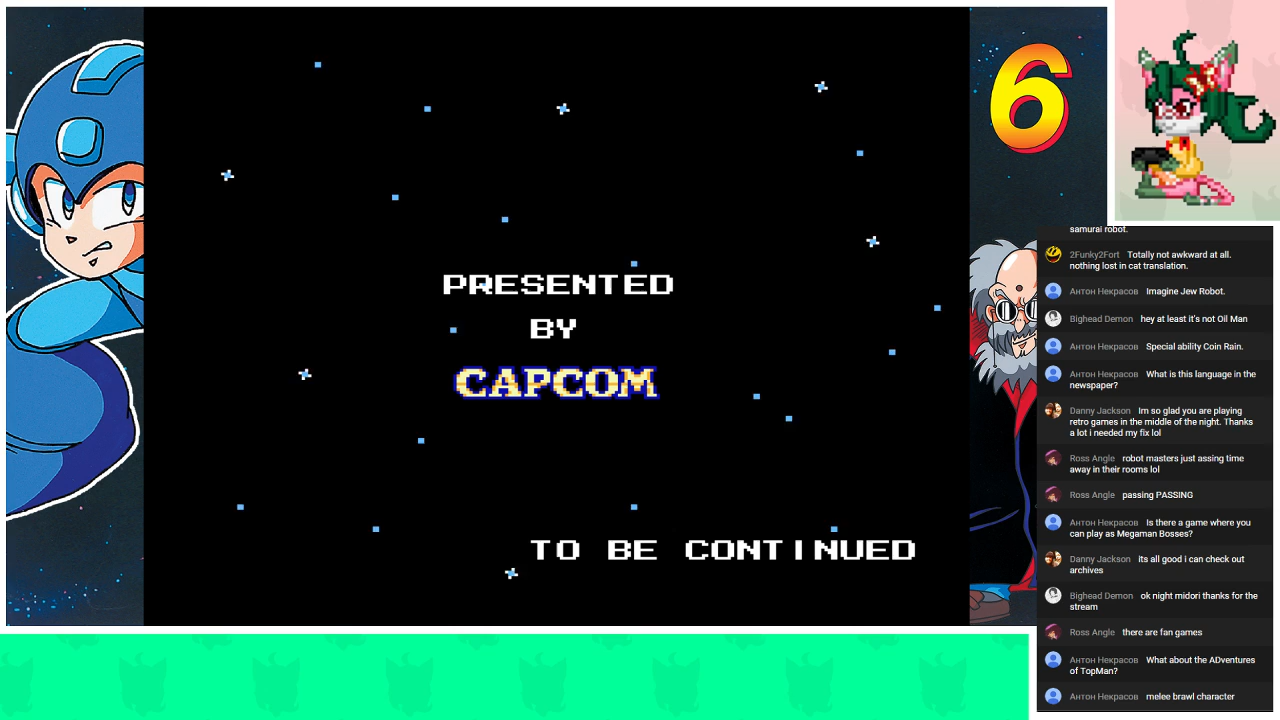 6
PRESENTED
BY
CAPCOM
TO BE CONTINUED
samurai robot.
2Funky2Fort Totally not awkward at all.
nothing lost in cat translation.
Антон Некрасов Imagine Jew Robot.
Bighead Demon hey at least it's not Oil Man
Антон Некрасов Special ability Coin Rain.
Антон Некрасов What is this language in the
newspaper?
Danny Jackson Im so glad you are playing
retro games in the middle of the night. Thanks
a lot i needed my fix lol
Ross Angle robot masters just assing time
away in their rooms lol
Ross Angle passing PASSING
Антон Некрасов Is there a game where you
can play as Megaman Bosses?
Danny Jackson its all good i can check out
archives
Bighead Demon ok night midori thanks for the
stream
Ross Angle there are fan games
Антон Некрасов What about the ADventures
of TopMan?
Антон Некрасов melee brawl character